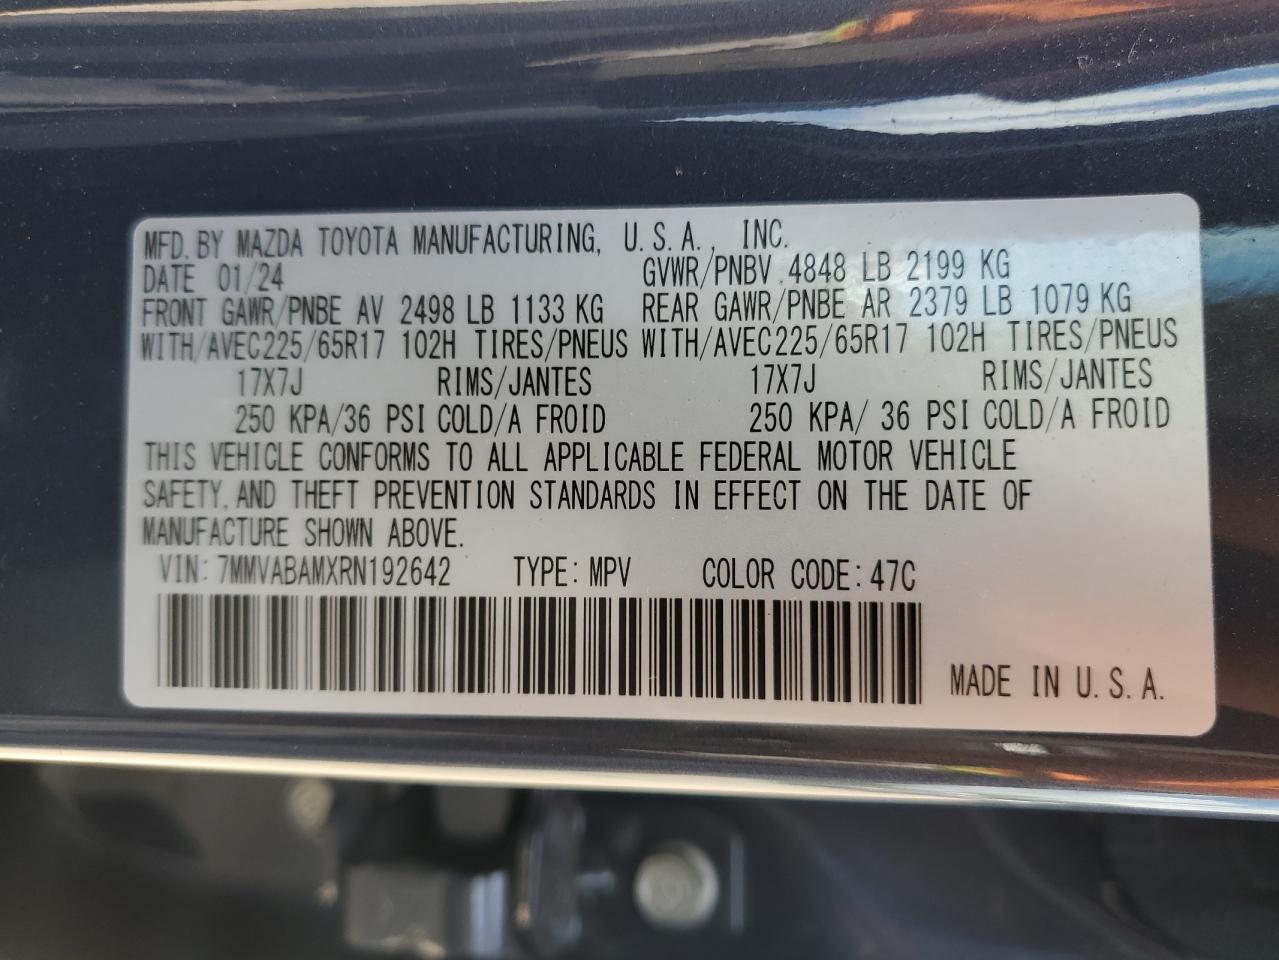 MFD. BY MAZDA TOYOTA MANUFACTURING, U.S.A., INC.
DATE 01/24 GVWR/PNBV 4848 LB 2199 KG
FRONT GAWR/PNBE AV 2498 LB 1133 KG REAR GAWR/PNBE AR 2379 LB 1079 KG
WITH/AVEC225/65R17 102H TIRES/PNEUS WITH/AVEC225/65R17 102H TIRES/PNEUS
17X7J RIMS/JANTES 17X7J RIMS/JANTES
250 KPA/36 PSI COLD/A FROID 250 KPA/ 36 PSI COLD/A FROID
THIS VEHICLE CONFORMS TO ALL APPLICABLE FEDERAL MOTOR VEHICLE
SAFETY, AND THEFT PREVENTION STANDARDS IN EFFECT ON THE DATE OF
MANUFACTURE SHOWN ABOVE.
VIN: 7MMVABAMXRN192642 TYPE: MPV COLOR CODE: 47C
MADE IN U.S.A.